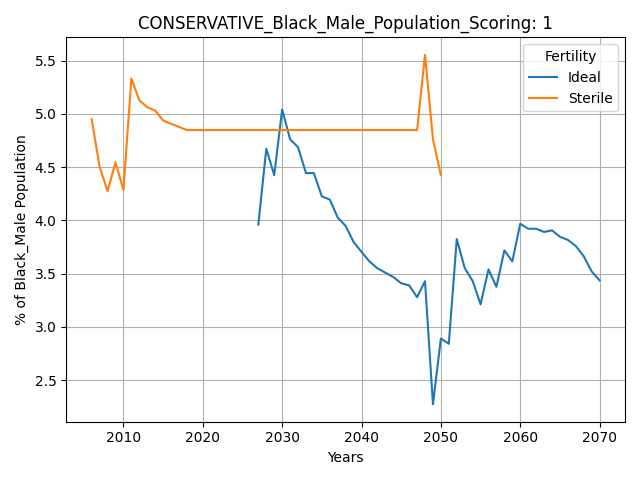 CONSERVATIVE_Black_Male_Population_Scoring: 1
Fertility
Ideal
Sterile
% of Black_Male Population
5.5
5.0
4.5
4.0
3.5
3.0
2.5
2010 2020 2030 2040 2050 2060 2070
Years